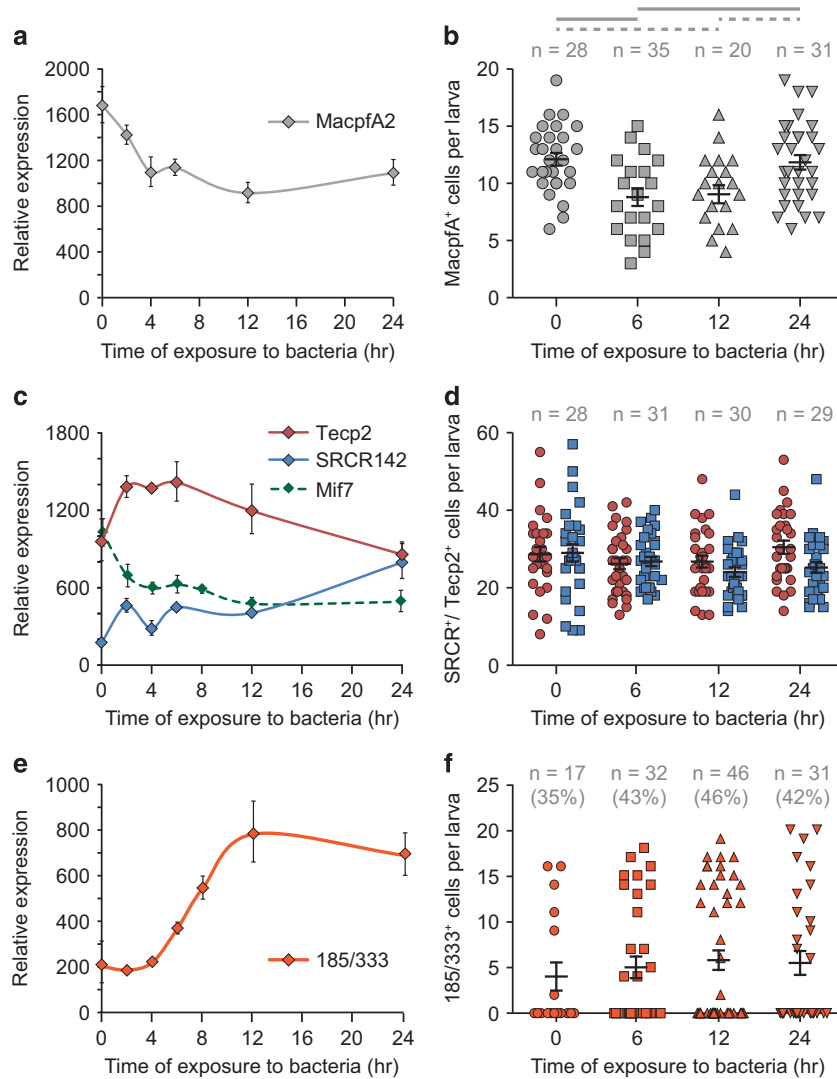 a
2000
1600
1200
800
400
0
Relative expression
MacpfA2
0 4 8 12 16 20 24
Time of exposure to bacteria (hr)
b
n = 28 n = 35 n = 20 n = 31
20
15
10
5
0
MacpfA⁺ cells per larva
0 6 12 24
Time of exposure to bacteria (hr)
c
1800
1200
600
0
Relative expression
Tecp2
SRCR142
Mif7
0 4 8 12 16 20 24
Time of exposure to bacteria (hr)
d
n = 28 n = 31 n = 30 n = 29
60
40
20
0
SRCR⁺/ Tecp2⁺ cells per larva
0 6 12 24
Time of exposure to bacteria (hr)
e
1000
800
600
400
200
0
Relative expression
185/333
0 4 8 12 16 20 24
Time of exposure to bacteria (hr)
f
n = 17 n = 32 n = 46 n = 31
(35%) (43%) (46%) (42%)
25
20
15
10
5
0
185/333⁺ cells per larva
0 6 12 24
Time of exposure to bacteria (hr)